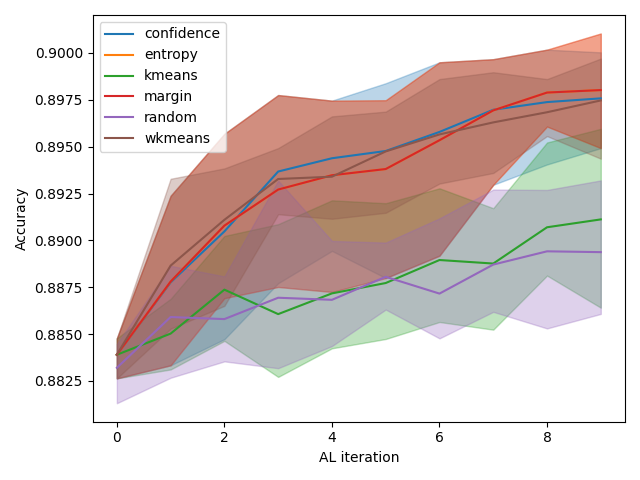 confidence
entropy
kmeans
margin
random
wkmeans
0.9000
0.8975
0.8950
0.8925
0.8900
0.8875
0.8850
0.8825
Accuracy
0 2 4 6 8
AL iteration